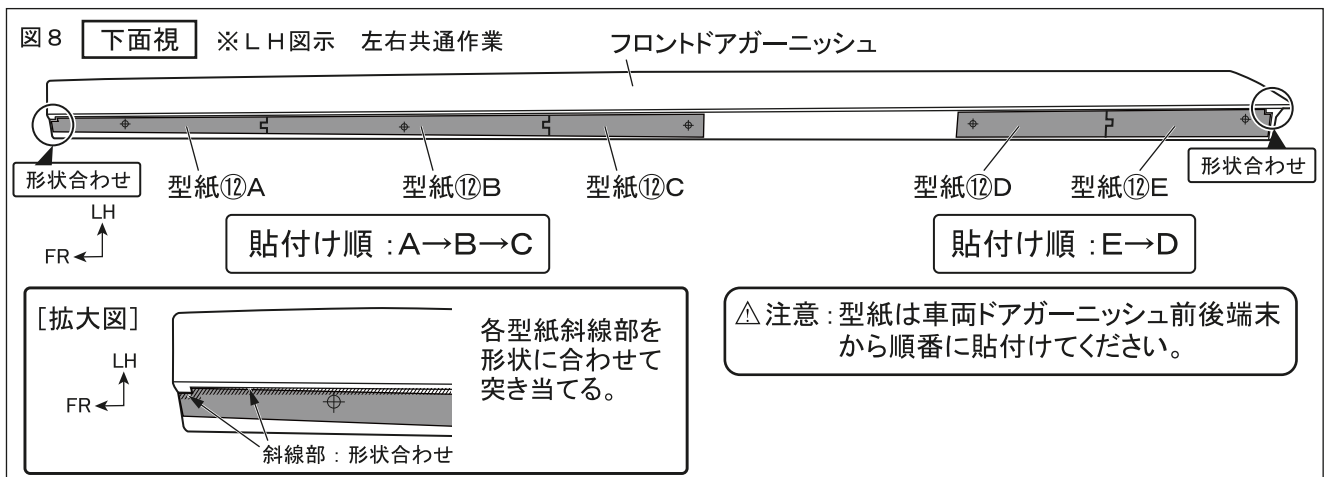 図8 下面視 ※LH図示 左右共通作業
フロントドアガーニッシュ
形状合わせ
型紙⑫A
型紙⑫B
型紙⑫C
型紙⑫D
型紙⑫E
形状合わせ
LH
FR
貼付け順：A→B→C
貼付け順：E→D
[拡大図]
LH
FR
各型紙斜線部を
形状に合わせて
突き当てる。
斜線部：形状合わせ
⚠注意：型紙は車両ドアガーニッシュ前後端末
から順番に貼付けてください。